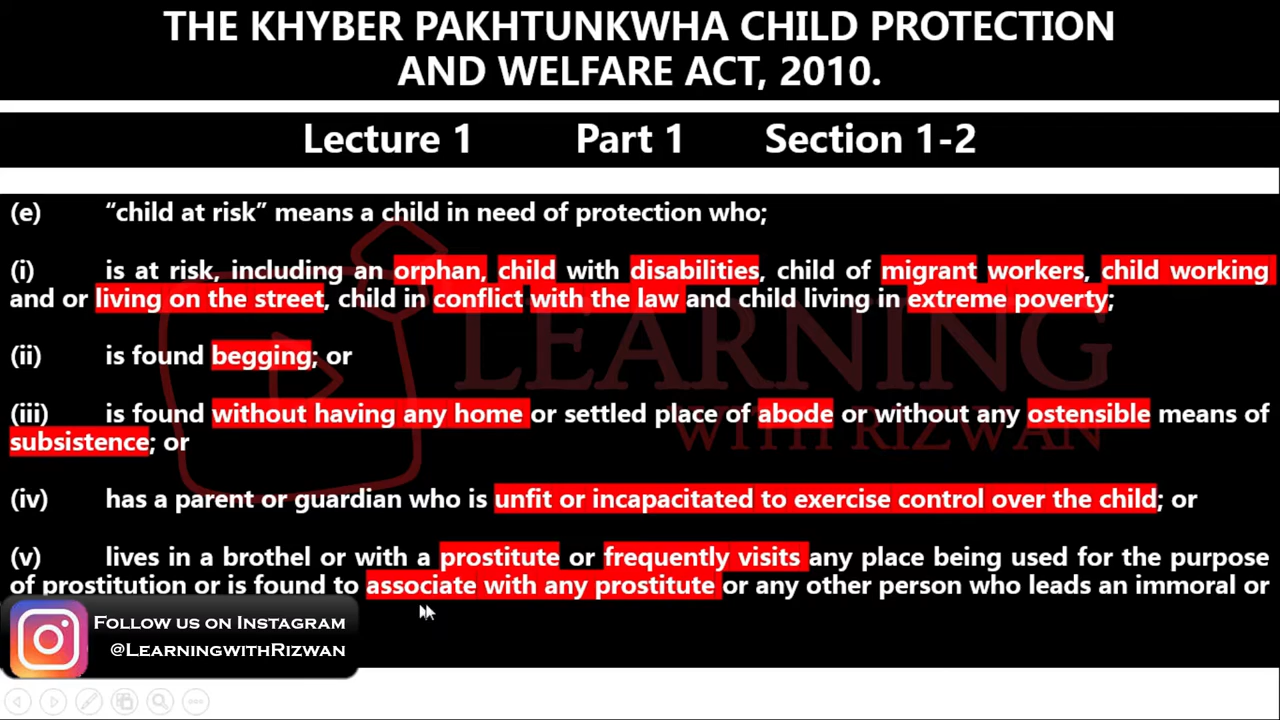 THE KHYBER PAKHTUNKWHA CHILD PROTECTION
AND WELFARE ACT, 2010.
Lecture 1 Part 1 Section 1-2
(e) “child at risk” means a child in need of protection who;
(i) is at risk, including an orphan, child with disabilities, child of migrant workers, child working
and or living on the street, child in conflict with the law and child living in extreme poverty;
(ii) is found begging; or
(iii) is found without having any home or settled place of abode or without any ostensible means of
subsistence; or
(iv) has a parent or guardian who is unfit or incapacitated to exercise control over the child; or
(v) lives in a brothel or with a prostitute or frequently visits any place being used for the purpose
of prostitution or is found to associate with any prostitute or any other person who leads an immoral or
LEARNING
WITH RIZWAN
Follow us on Instagram
@LearningwithRizwan